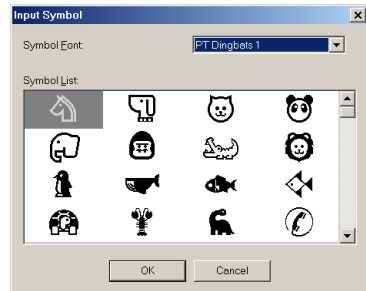 Input Symbol
Symbol Font:
PT Dingbats 1
Symbol List:
OK
Cancel